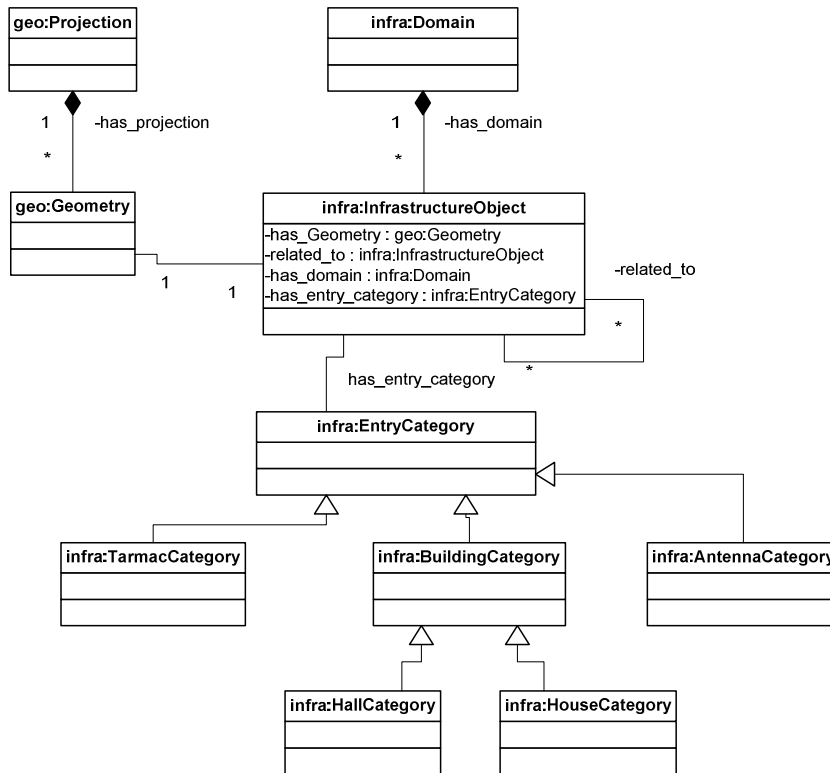 geo:Projection
infra:Domain
1
-has_projection
*
1
-has_domain
*
geo:Geometry
infra:InfrastructureObject
-has_Geometry : geo:Geometry
-related_to : infra:InfrastructureObject
-has_domain : infra:Domain
-has_entry_category : infra:EntryCategory
1
1
-related_to
*
*
has_entry_category
infra:EntryCategory
infra:TarmacCategory
infra:BuildingCategory
infra:AntennaCategory
infra:HallCategory
infra:HouseCategory